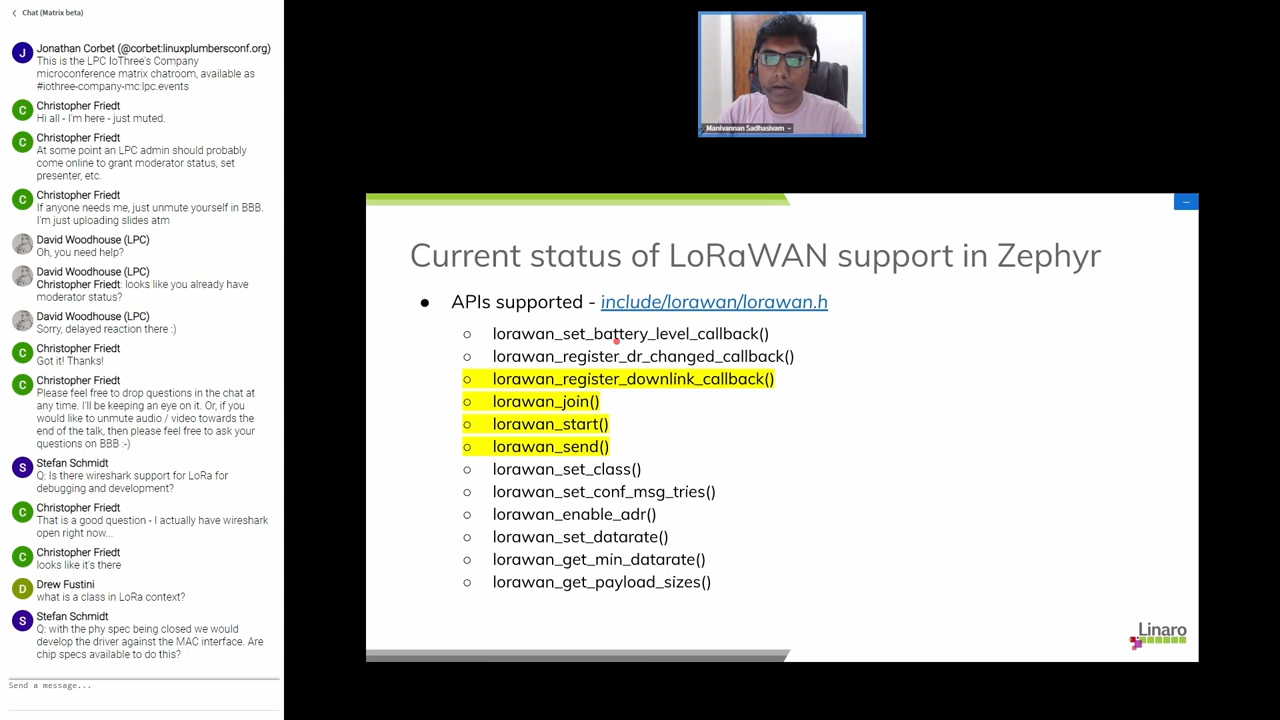 Chat (Matrix beta)
J
Jonathan Corbet (@corbet:linuxplumbersconf.org)
This is the LPC IoThree's Company
microconference matrix chatroom, available as
#iothree-company-mc:lpc.events
C
Christopher Friedt
Hi all - I'm here - just muted.
C
Christopher Friedt
At some point an LPC admin should probably
come online to grant moderator status, set
presenter, etc.
C
Christopher Friedt
If anyone needs me, just unmute yourself in BBB.
I'm just uploading slides atm
David Woodhouse (LPC)
Oh, you need help?
David Woodhouse (LPC)
Christopher Friedt: looks like you already have
moderator status?
David Woodhouse (LPC)
Sorry, delayed reaction there :)
C
Christopher Friedt
Got it! Thanks!
C
Christopher Friedt
Please feel free to drop questions in the chat at
any time. I'll be keeping an eye on it. Or, if you
would like to unmute audio / video towards the
end of the talk, then please feel free to ask your
questions on BBB :-)
S
Stefan Schmidt
Q: Is there wireshark support for LoRa for
debugging and development?
C
Christopher Friedt
That is a good question - I actually have wireshark
open right now...
C
Christopher Friedt
looks like it's there
D
Drew Fustini
what is a class in LoRa context?
S
Stefan Schmidt
Q: with the phy spec being closed we would
develop the driver against the MAC interface. Are
chip specs available to do this?
Send a message...
Manivannan Sadhasivam
Current status of LoRaWAN support in Zephyr
● APIs supported - include/lorawan/lorawan.h
○ lorawan_set_battery_level_callback()
○ lorawan_register_dr_changed_callback()
○ lorawan_register_downlink_callback()
○ lorawan_join()
○ lorawan_start()
○ lorawan_send()
○ lorawan_set_class()
○ lorawan_set_conf_msg_tries()
○ lorawan_enable_adr()
○ lorawan_set_datarate()
○ lorawan_get_min_datarate()
○ lorawan_get_payload_sizes()
Linaro